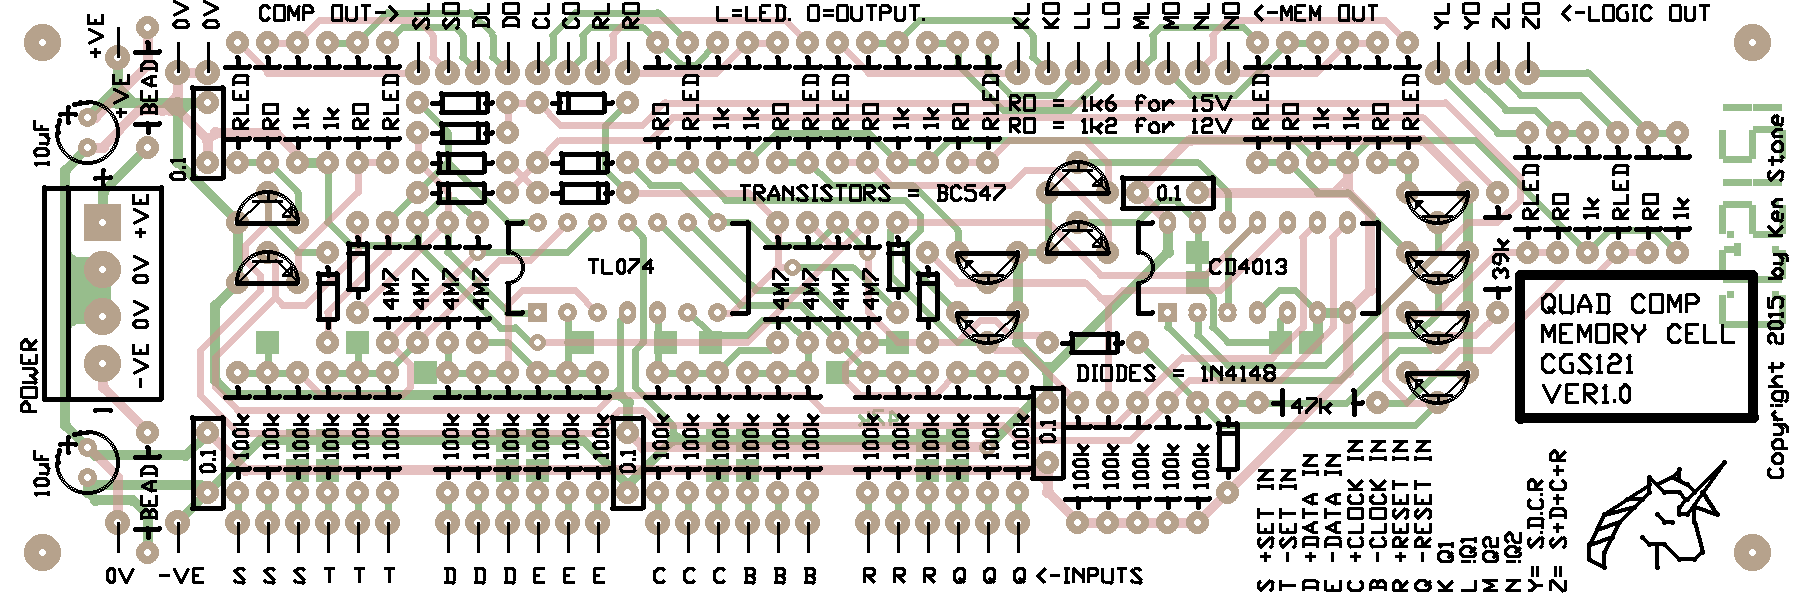 COMP OUT->
L=LED. O=OUTPUT.
<-MEM OUT
<-LOGIC OUT
+VE
0V
0V
SL
SO
DL
DO
CL
CO
RL
RO
KL
KO
LL
LO
ML
MO
NL
NO
YL
YO
ZL
ZO
+VE
BEAD
10uF
0.1
RLED
RO
1k
1k
RO
RLED
RO
RLED
1k
1k
RO
RLED
RLED
RO
1k
1k
RO
RLED
RO = 1k6 for 15V
RO = 1k2 for 12V
RLED
RO
1k
1k
RO
RLED
RLED
RO
1k
RLED
RO
1k
TRANSISTORS = BC547
0.1
POWER
+
+VE
0V
0V
-VE
-
4M7
4M7
4M7
4M7
TL074
4M7
4M7
4M7
4M7
CD4013
39k
DIODES = 1N4148
47k
QUAD COMP
MEMORY CELL
CGS121
VER1.0
Copyright 2015 by Ken Stone
10uF
BEAD
0.1
100k
100k
100k
100k
100k
100k
100k
100k
100k
100k
100k
100k
0.1
100k
100k
100k
100k
100k
100k
100k
100k
100k
100k
100k
100k
0.1
100k
100k
100k
100k
100k
0V
-VE
S S S T T T
D D D E E E
C C C B B B
R R R Q Q Q
<-INPUTS
S +SET IN
T -SET IN
D +DATA IN
E -DATA IN
C +CLOCK IN
B -CLOCK IN
R +RESET IN
Q -RESET IN
K Q1
L !Q1
M Q2
N !Q2
Y= S.D.C.R
Z= S+D+C+R